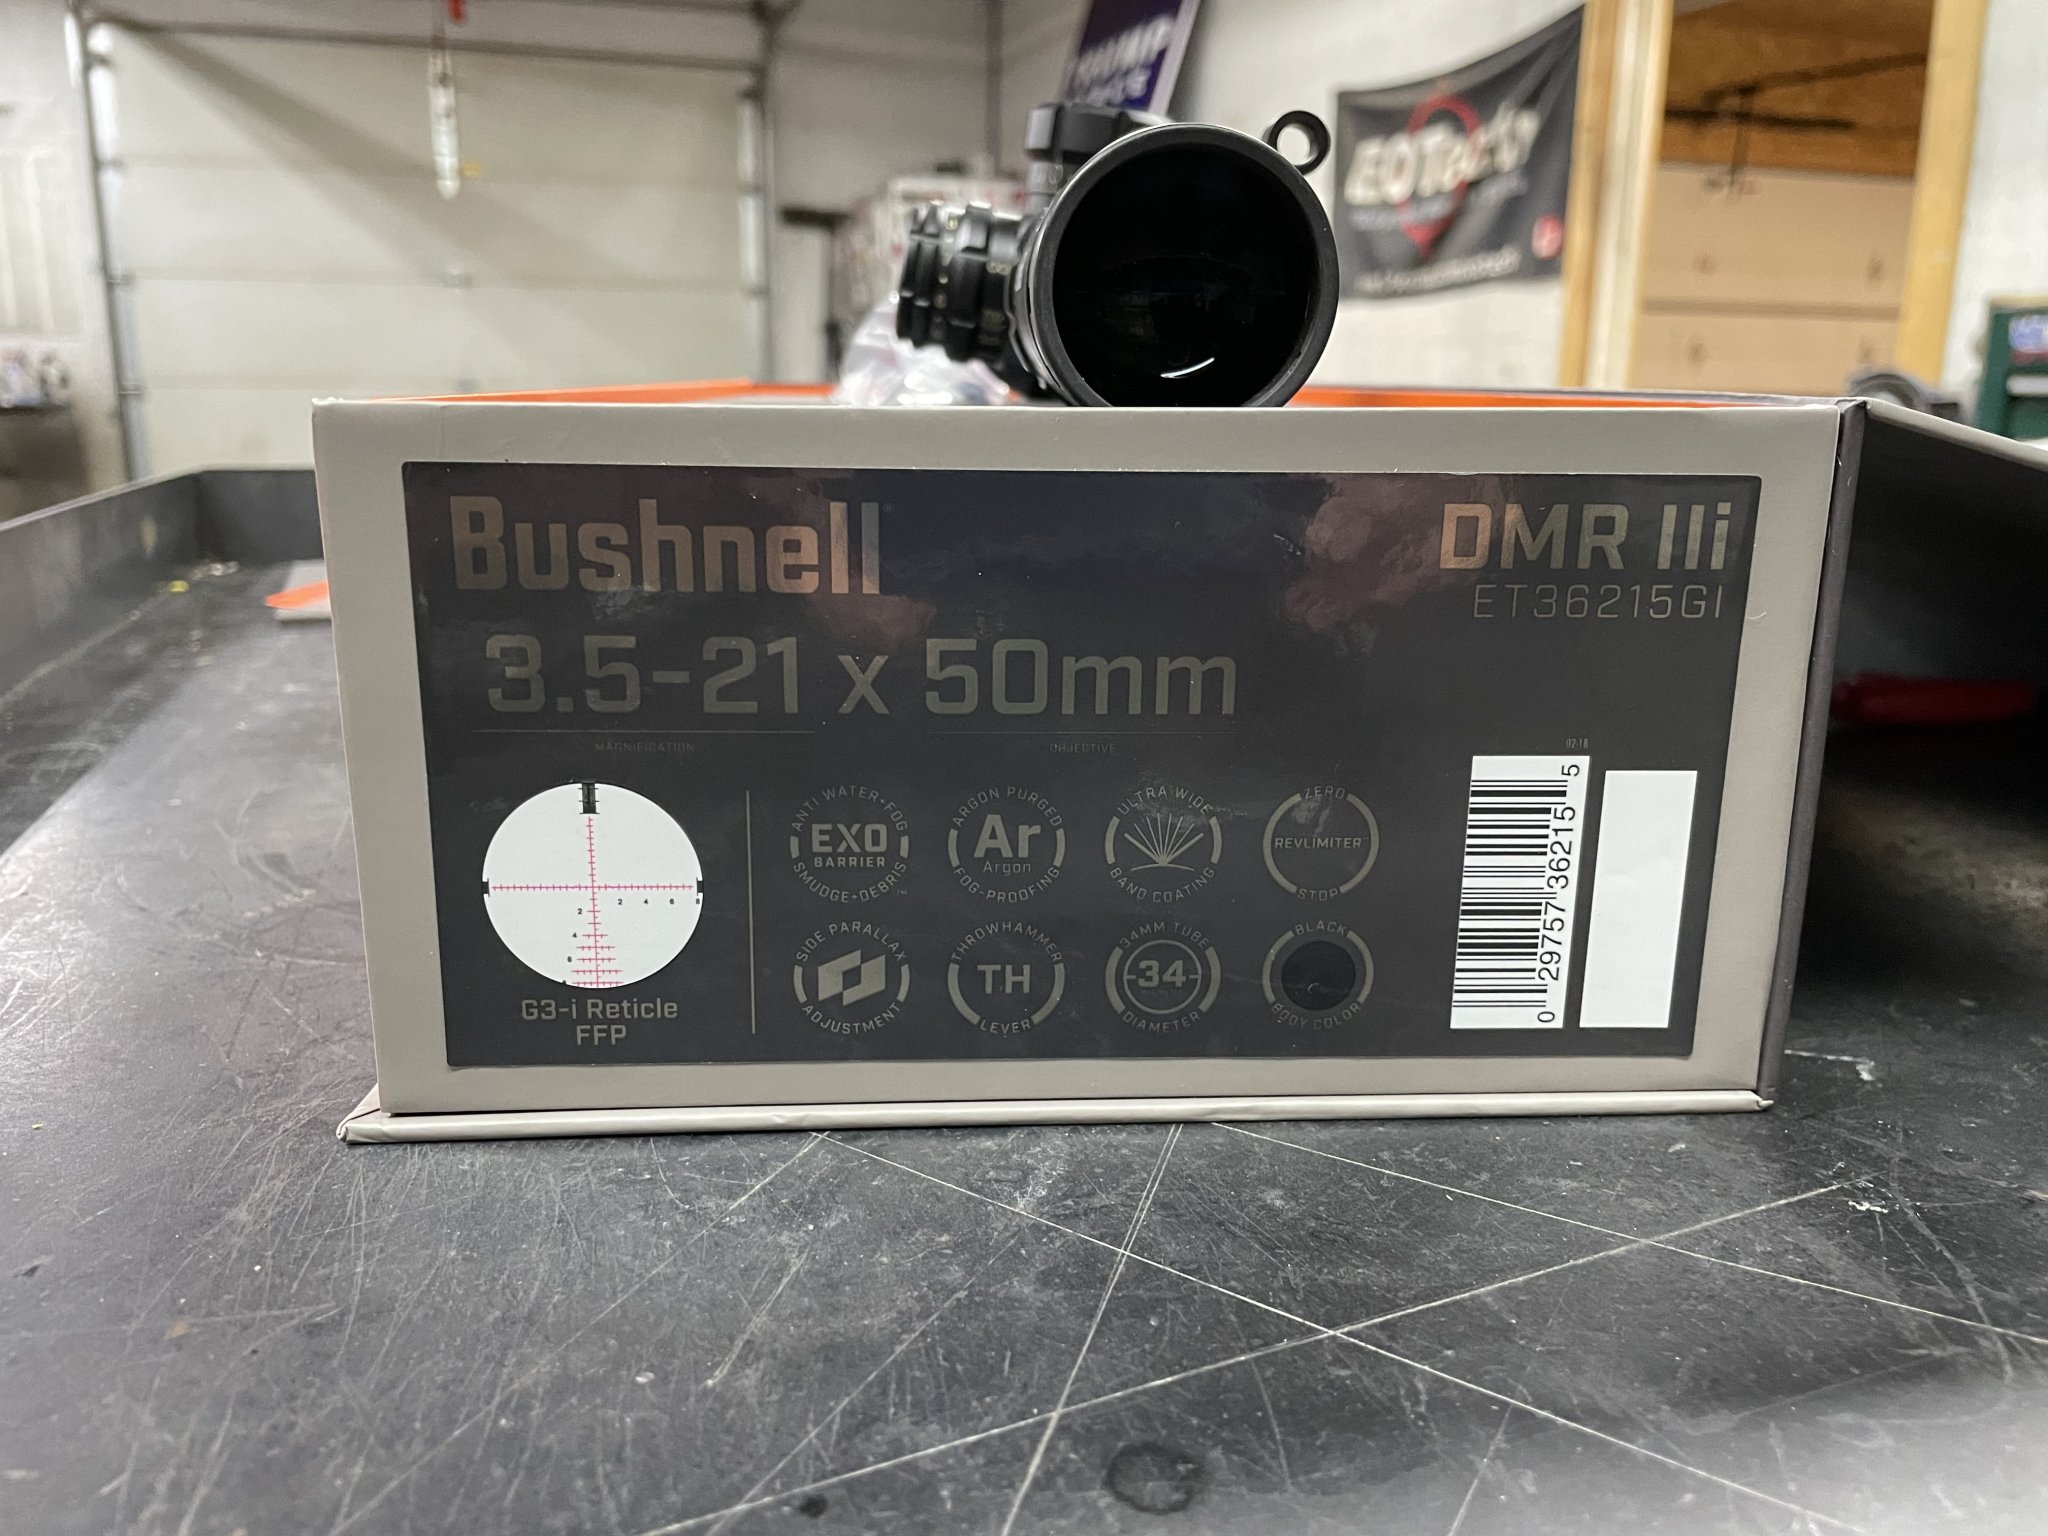 TRUMP
EOTech
Bushnell
DMR IIi
ET36215GI
3.5-21 x 50mm
MAGNIFICATION
OBJECTIVE
02-18
ANTI WATER•FOG
EXO
BARRIER
SMUDGE•DEBRIS™
ARGON PURGED
Ar
Argon
FOG-PROOFING
ULTRA WIDE
BAND COATING
ZERO
REVLIMITER
STOP
2 4 6 8
2
4
6
G3-i Reticle
FFP
SIDE PARALLAX
ADJUSTMENT
THROWHAMMER
TH
LEVER
34MM TUBE
34
DIAMETER
BLACK
BODY COLOR
0 29757 36215 5